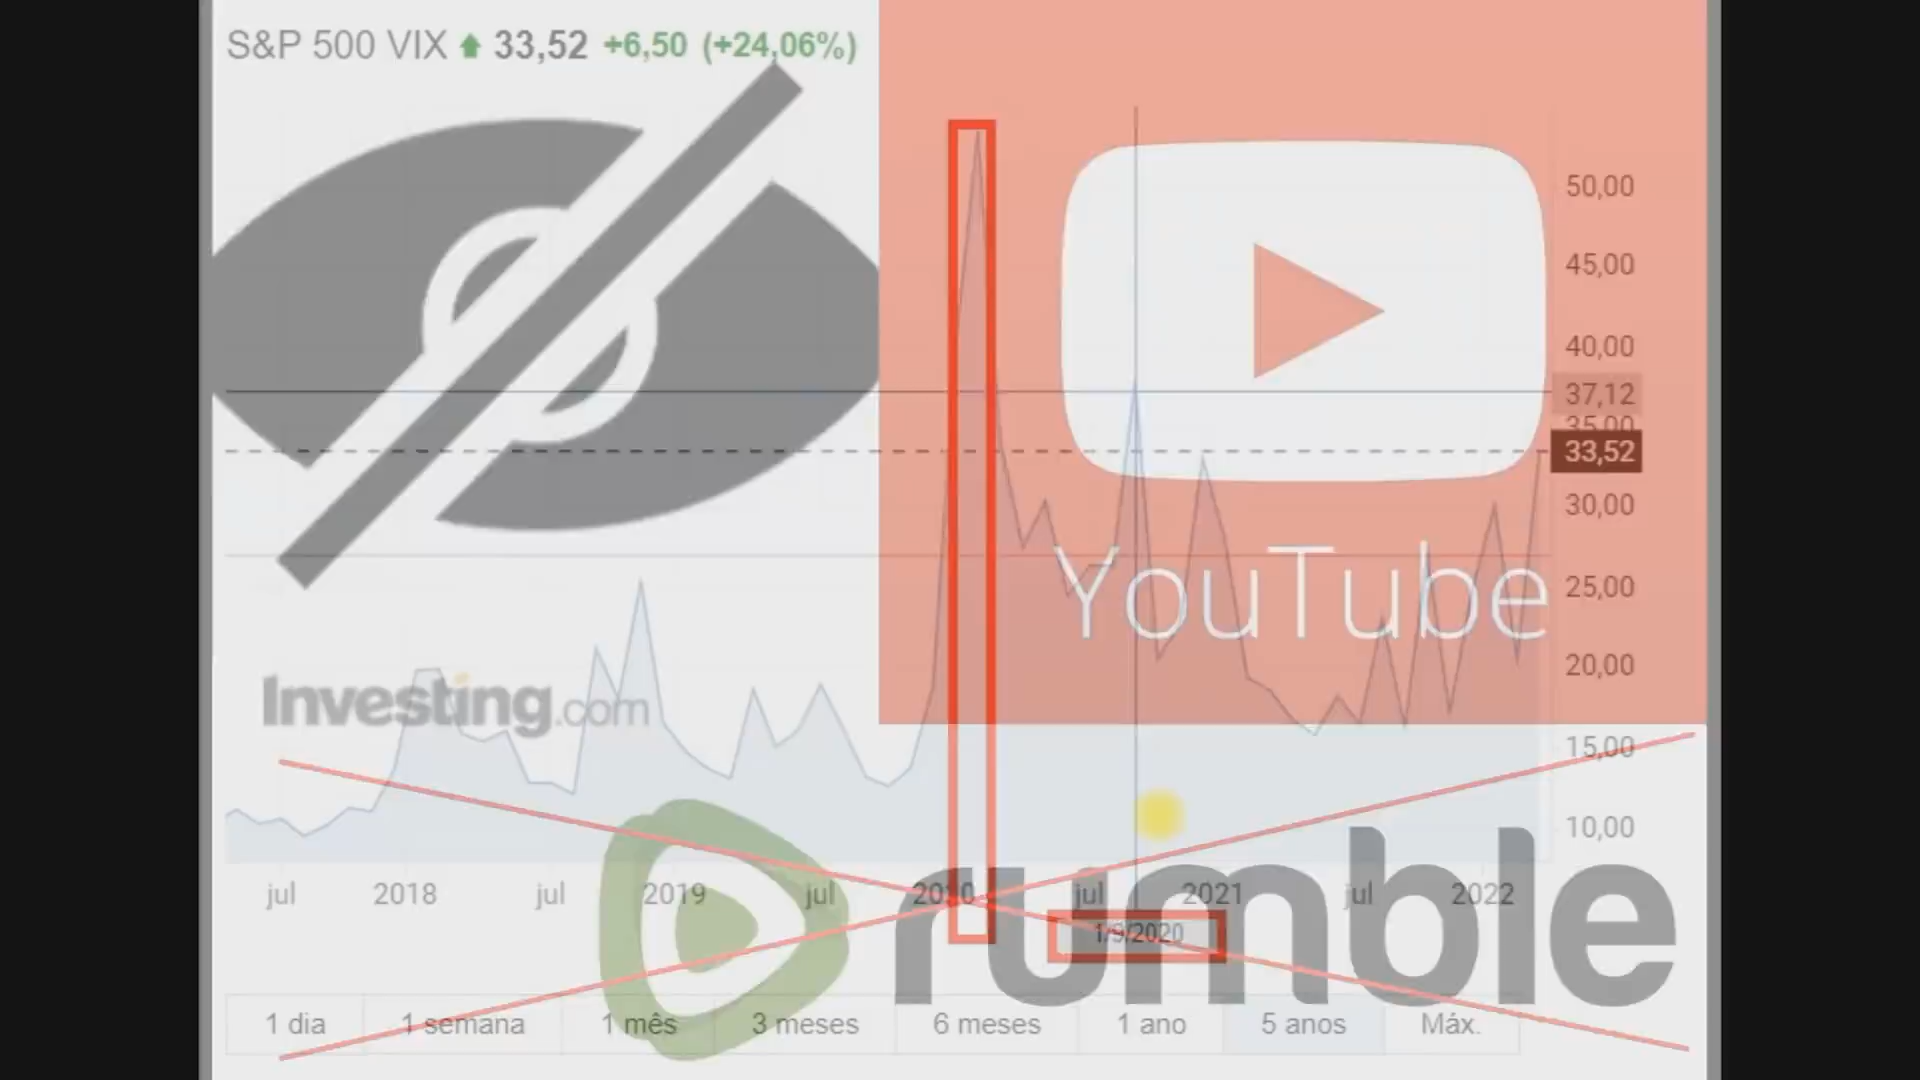 S&P 500 VIX 33,52 +6,50 (+24,06%)
50,00
45,00
40,00
37,12
35,00
33,52
30,00
YouTube
25,00
20,00
Investing.com
15,00
10,00
jul 2018 jul 2019 jul 2021 jul 2022
rumble
1/9/2020
1 dia 1 semana 1 mês 3 meses 6 meses 1 ano 5 anos Máx.